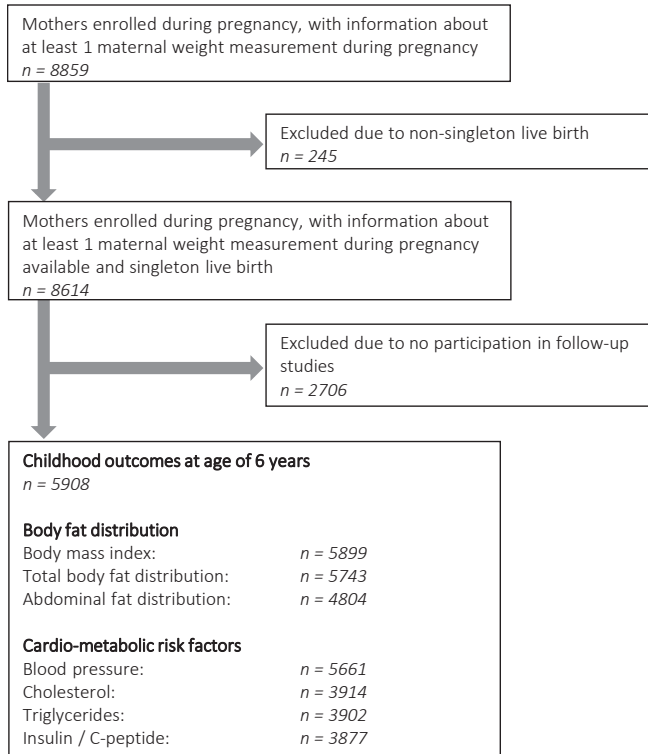 Mothers enrolled during pregnancy, with information about
at least 1 maternal weight measurement during pregnancy
n = 8859
Excluded due to non-singleton live birth
n = 245
Mothers enrolled during pregnancy, with information about
at least 1 maternal weight measurement during pregnancy
available and singleton live birth
n = 8614
Excluded due to no participation in follow-up
studies
n = 2706
Childhood outcomes at age of 6 years
n = 5908
Body fat distribution
Body mass index: n = 5899
Total body fat distribution: n = 5743
Abdominal fat distribution: n = 4804
Cardio-metabolic risk factors
Blood pressure: n = 5661
Cholesterol: n = 3914
Triglycerides: n = 3902
Insulin / C-peptide: n = 3877